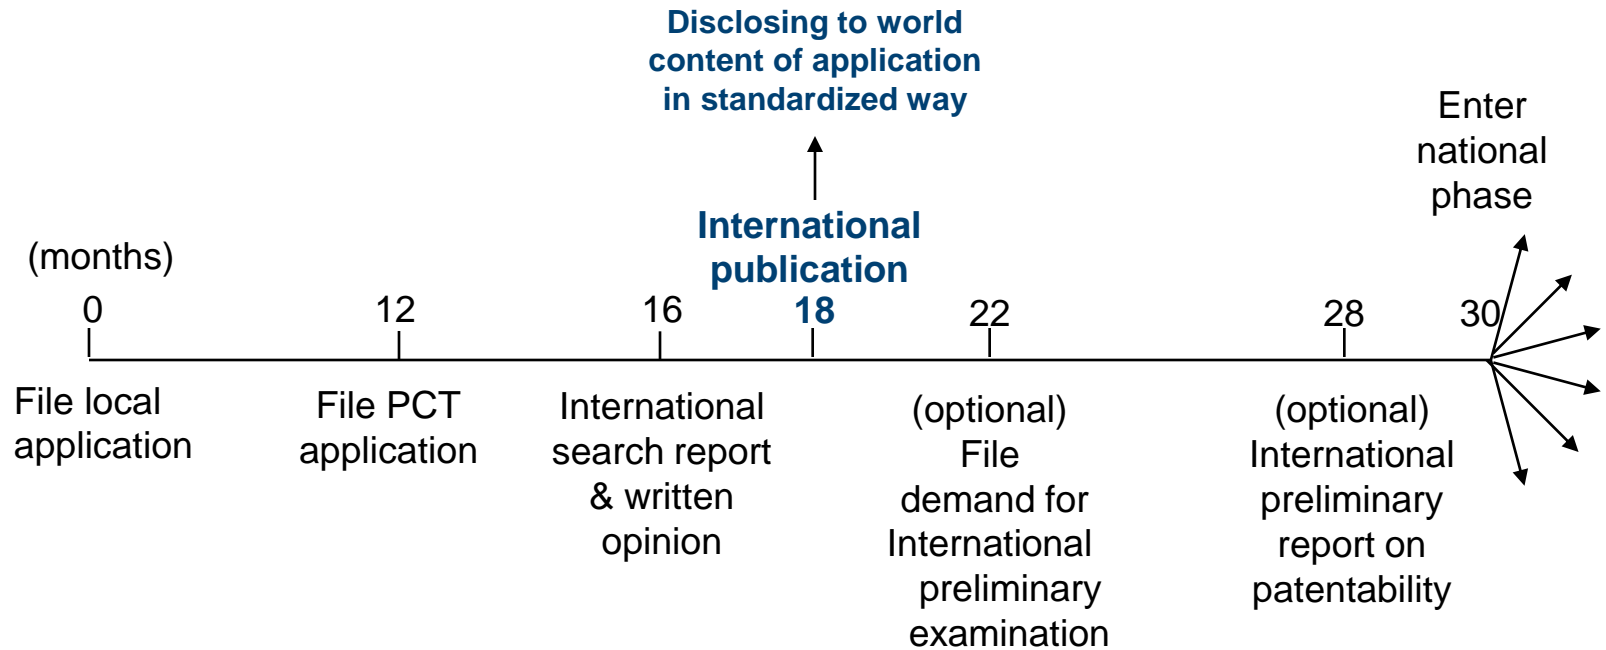 Disclosing to world
content of application
in standardized way
Enter
national
phase
International
publication
(months)
0
12
16
18
22
28
30
File local
application
File PCT
application
International
search report
& written
opinion
(optional)
File
demand for
International
preliminary
examination
(optional)
International
preliminary
report on
patentability